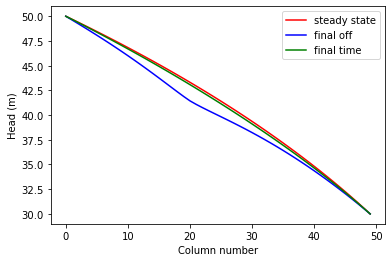 50.0
47.5
45.0
42.5
40.0
37.5
35.0
32.5
30.0
Head (m)
steady state
final off
final time
0 10 20 30 40 50
Column number